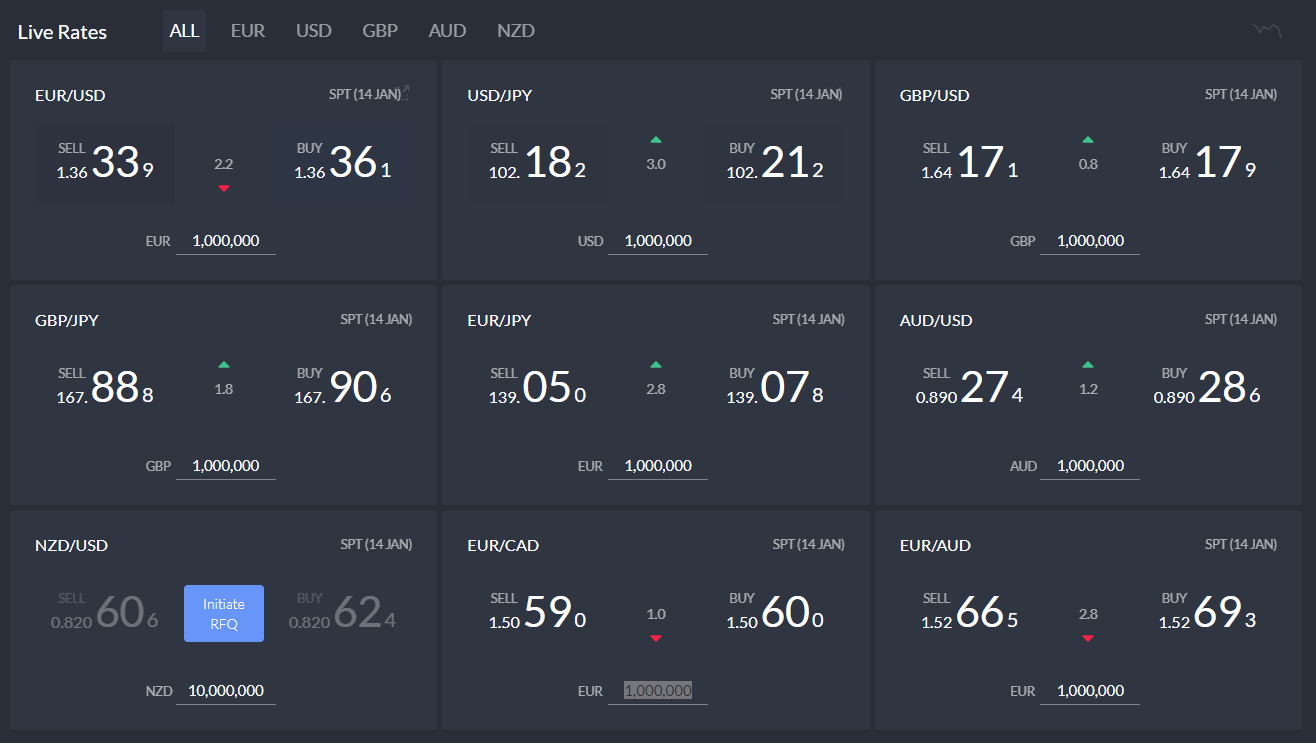 Live Rates ALL EUR USD GBP AUD NZD
EUR/USD SPT (14 JAN)
SELL 1.36 33 9
2.2
BUY 1.36 36 1
EUR 1,000,000
USD/JPY SPT (14 JAN)
SELL 102. 18 2
3.0
BUY 102. 21 2
USD 1,000,000
GBP/USD SPT (14 JAN)
SELL 1.64 17 1
0.8
BUY 1.64 17 9
GBP 1,000,000
GBP/JPY SPT (14 JAN)
SELL 167. 88 8
1.8
BUY 167. 90 6
GBP 1,000,000
EUR/JPY SPT (14 JAN)
SELL 139. 05 0
2.8
BUY 139. 07 8
EUR 1,000,000
AUD/USD SPT (14 JAN)
SELL 0.890 27 4
1.2
BUY 0.890 28 6
AUD 1,000,000
NZD/USD SPT (14 JAN)
SELL 0.820 60 6
Initiate
RFQ
BUY 0.820 62 4
NZD 10,000,000
EUR/CAD SPT (14 JAN)
SELL 1.50 59 0
1.0
BUY 1.50 60 0
EUR 1,000,000
EUR/AUD SPT (14 JAN)
SELL 1.52 66 5
2.8
BUY 1.52 69 3
EUR 1,000,000